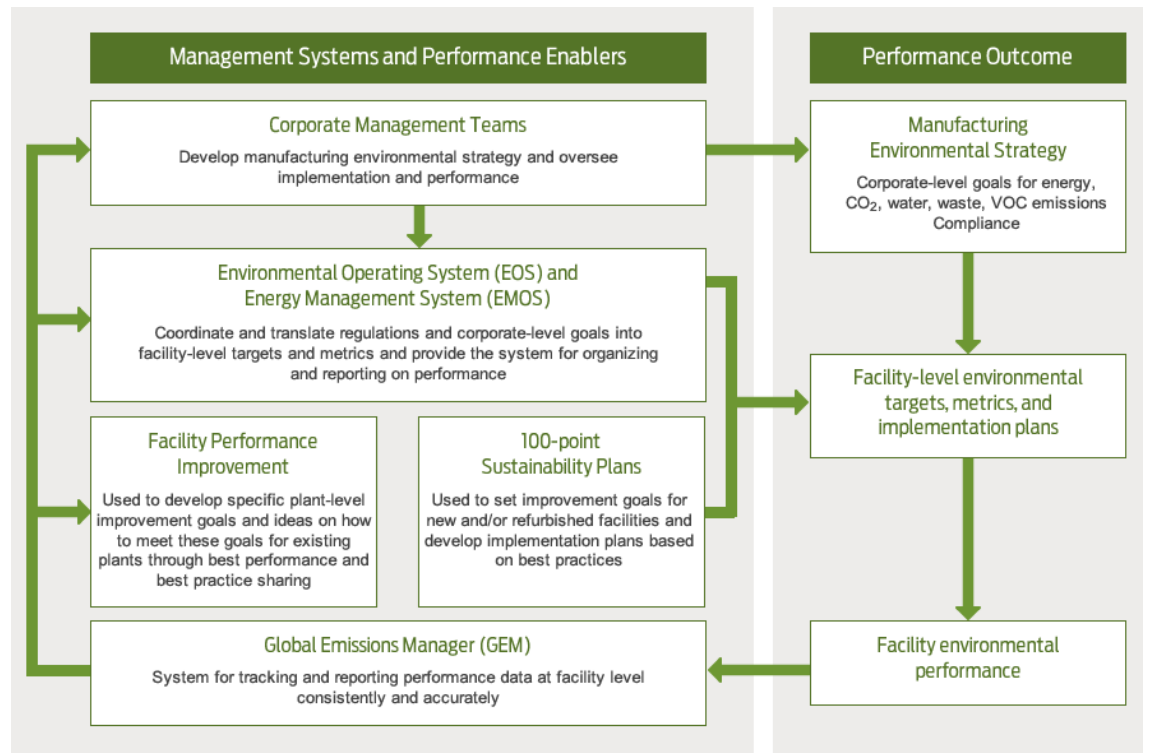 Management Systems and Performance Enablers
Corporate Management Teams
Develop manufacturing environmental strategy and oversee
implementation and performance
Environmental Operating System (EOS) and
Energy Management System (EMOS)
Coordinate and translate regulations and corporate-level goals into
facility-level targets and metrics and provide the system for organizing
and reporting on performance
Facility Performance
Improvement
Used to develop specific plant-level
improvement goals and ideas on how
to meet these goals for existing
plants through best performance and
best practice sharing
100-point
Sustainability Plans
Used to set improvement goals for
new and/or refurbished facilities and
develop implementation plans based
on best practices
Global Emissions Manager (GEM)
System for tracking and reporting performance data at facility level
consistently and accurately
Performance Outcome
Manufacturing
Environmental Strategy
Corporate-level goals for energy,
CO₂, water, waste, VOC emissions
Compliance
Facility-level environmental
targets, metrics, and
implementation plans
Facility environmental
performance